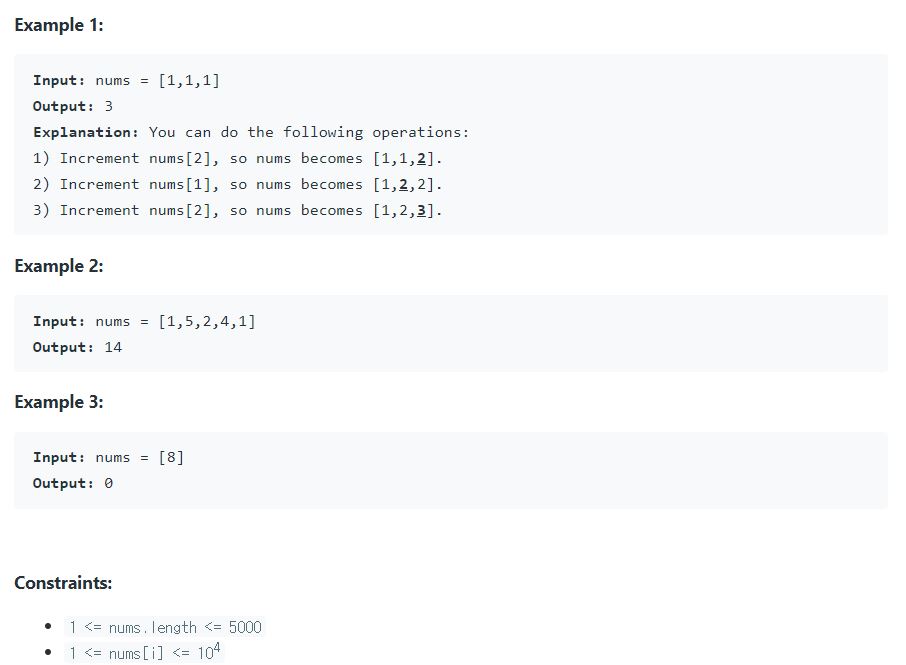 Example 1:
Input: nums = [1,1,1]
Output: 3
Explanation: You can do the following operations:
1) Increment nums[2], so nums becomes [1,1,2].
2) Increment nums[1], so nums becomes [1,2,2].
3) Increment nums[2], so nums becomes [1,2,3].
Example 2:
Input: nums = [1,5,2,4,1]
Output: 14
Example 3:
Input: nums = [8]
Output: 0
Constraints:
• 1 <= nums.length <= 5000
• 1 <= nums[i] <= 10⁴